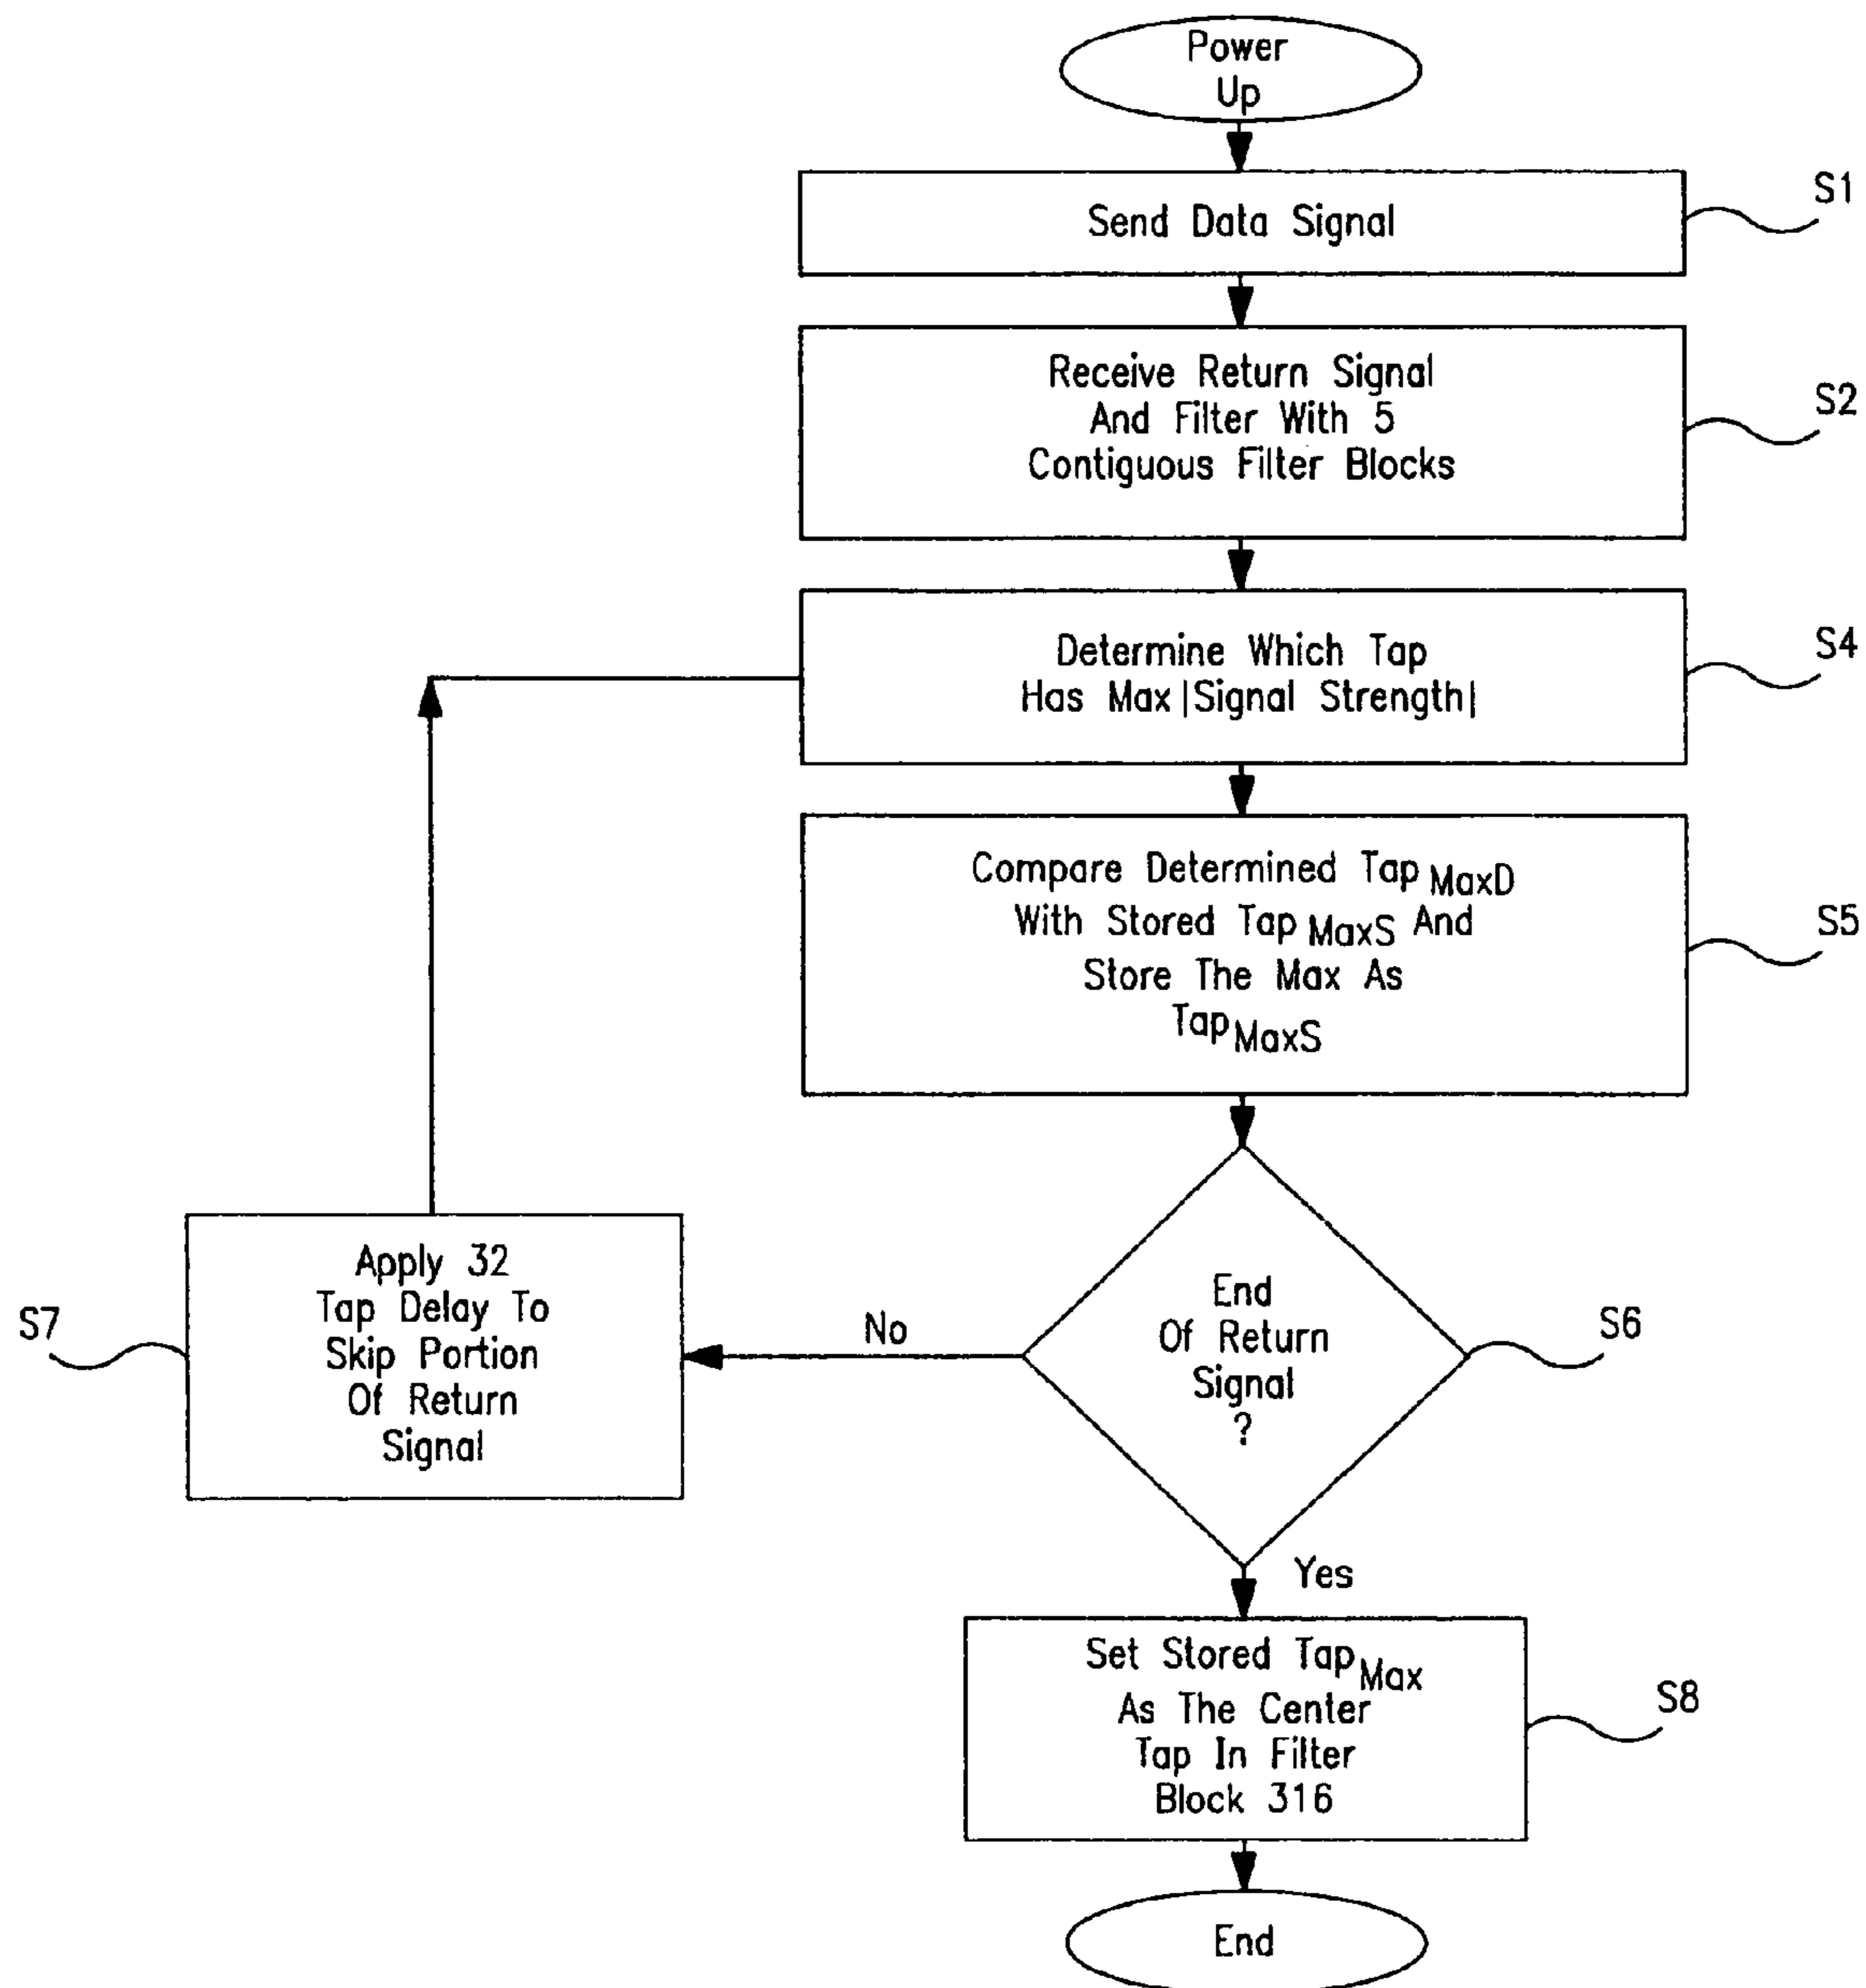 Power
Up
Send Data Signal
S1
Receive Return Signal
And Filter With 5
Contiguous Filter Blocks
S2
Determine Which Tap
Has Max |Signal Strength|
S4
Compare Determined Tap MaxD
With Stored Tap MaxS And
Store The Max As
Tap MaxS
S5
End
Of Return
Signal
?
S6
No
Apply 32
Tap Delay To
Skip Portion
Of Return
Signal
S7
Yes
Set Stored Tap Max
As The Center
Tap In Filter
Block 316
S8
End